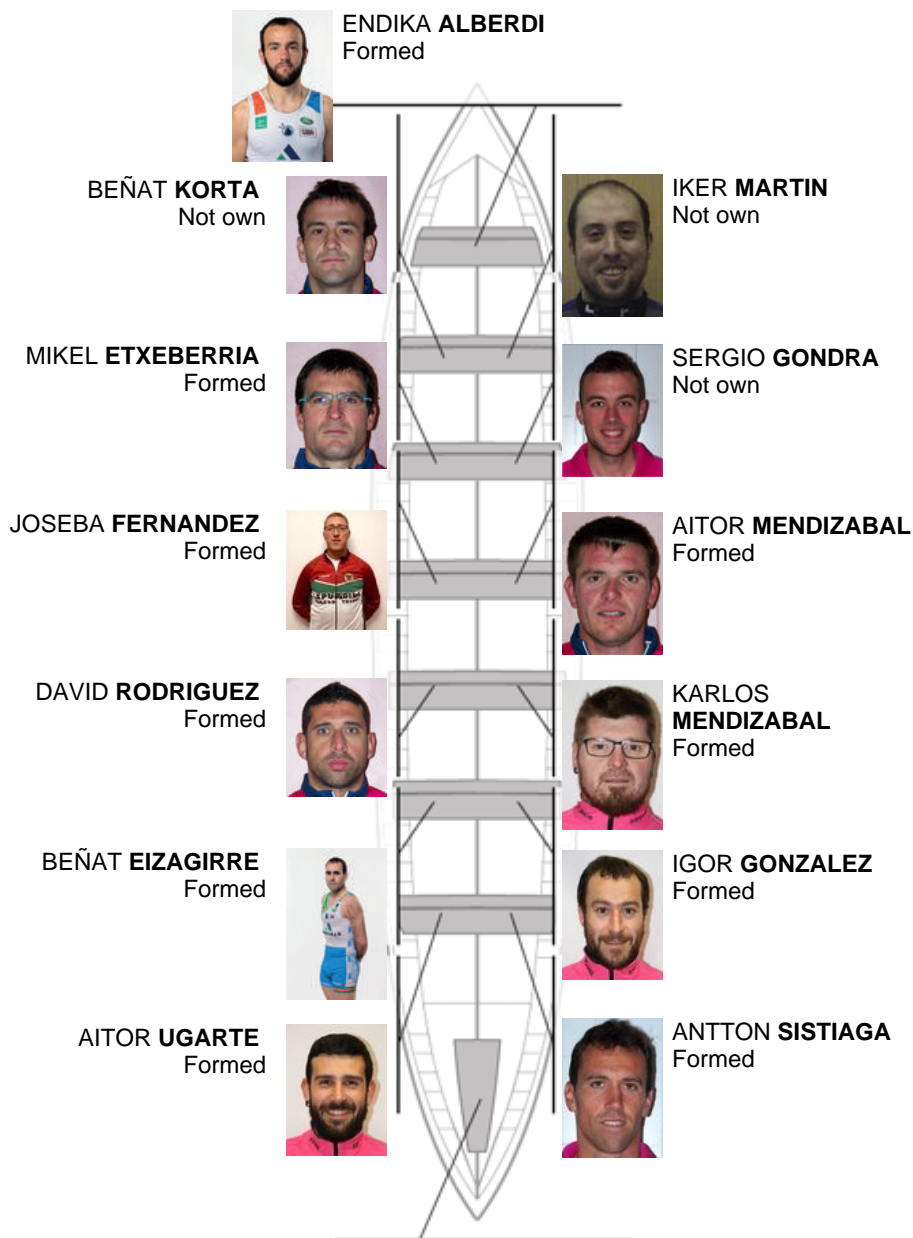 ENDIKA ALBERDI
Formed
BEÑAT KORTA
Not own
IKER MARTIN
Not own
MIKEL ETXEBERRIA
Formed
SERGIO GONDRA
Not own
JOSEBA FERNANDEZ
Formed
AITOR MENDIZABAL
Formed
DAVID RODRIGUEZ
Formed
KARLOS
MENDIZABAL
Formed
BEÑAT EIZAGIRRE
Formed
IGOR GONZALEZ
Formed
AITOR UGARTE
Formed
ANTTON SISTIAGA
Formed